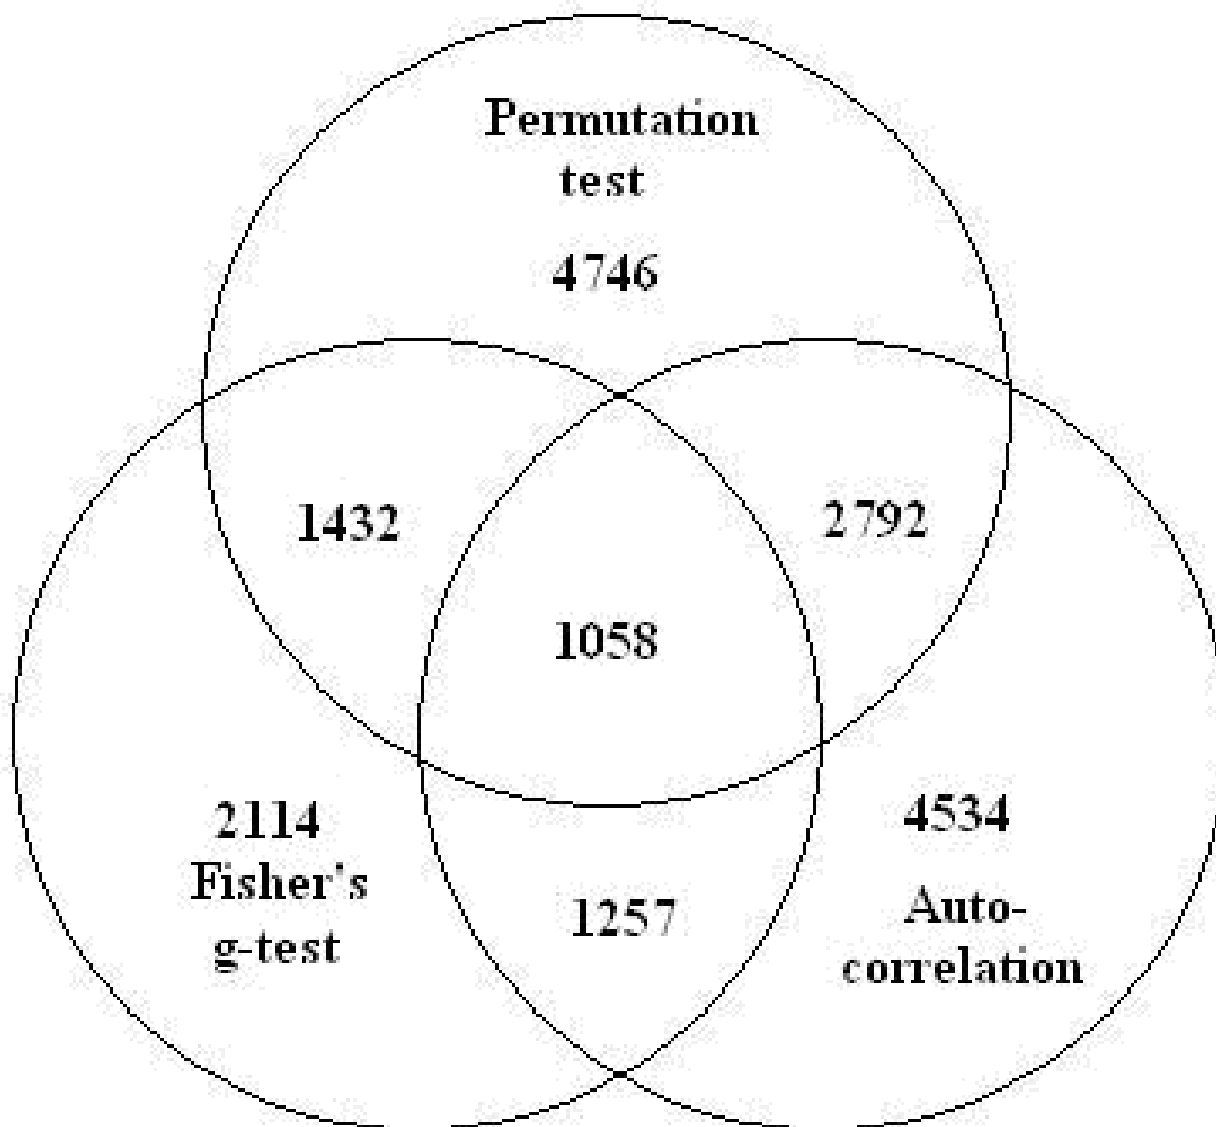 Permutation
test
4746
1432
2792
1058
2114
Fisher's
g-test
1257
4534
Auto-
correlation